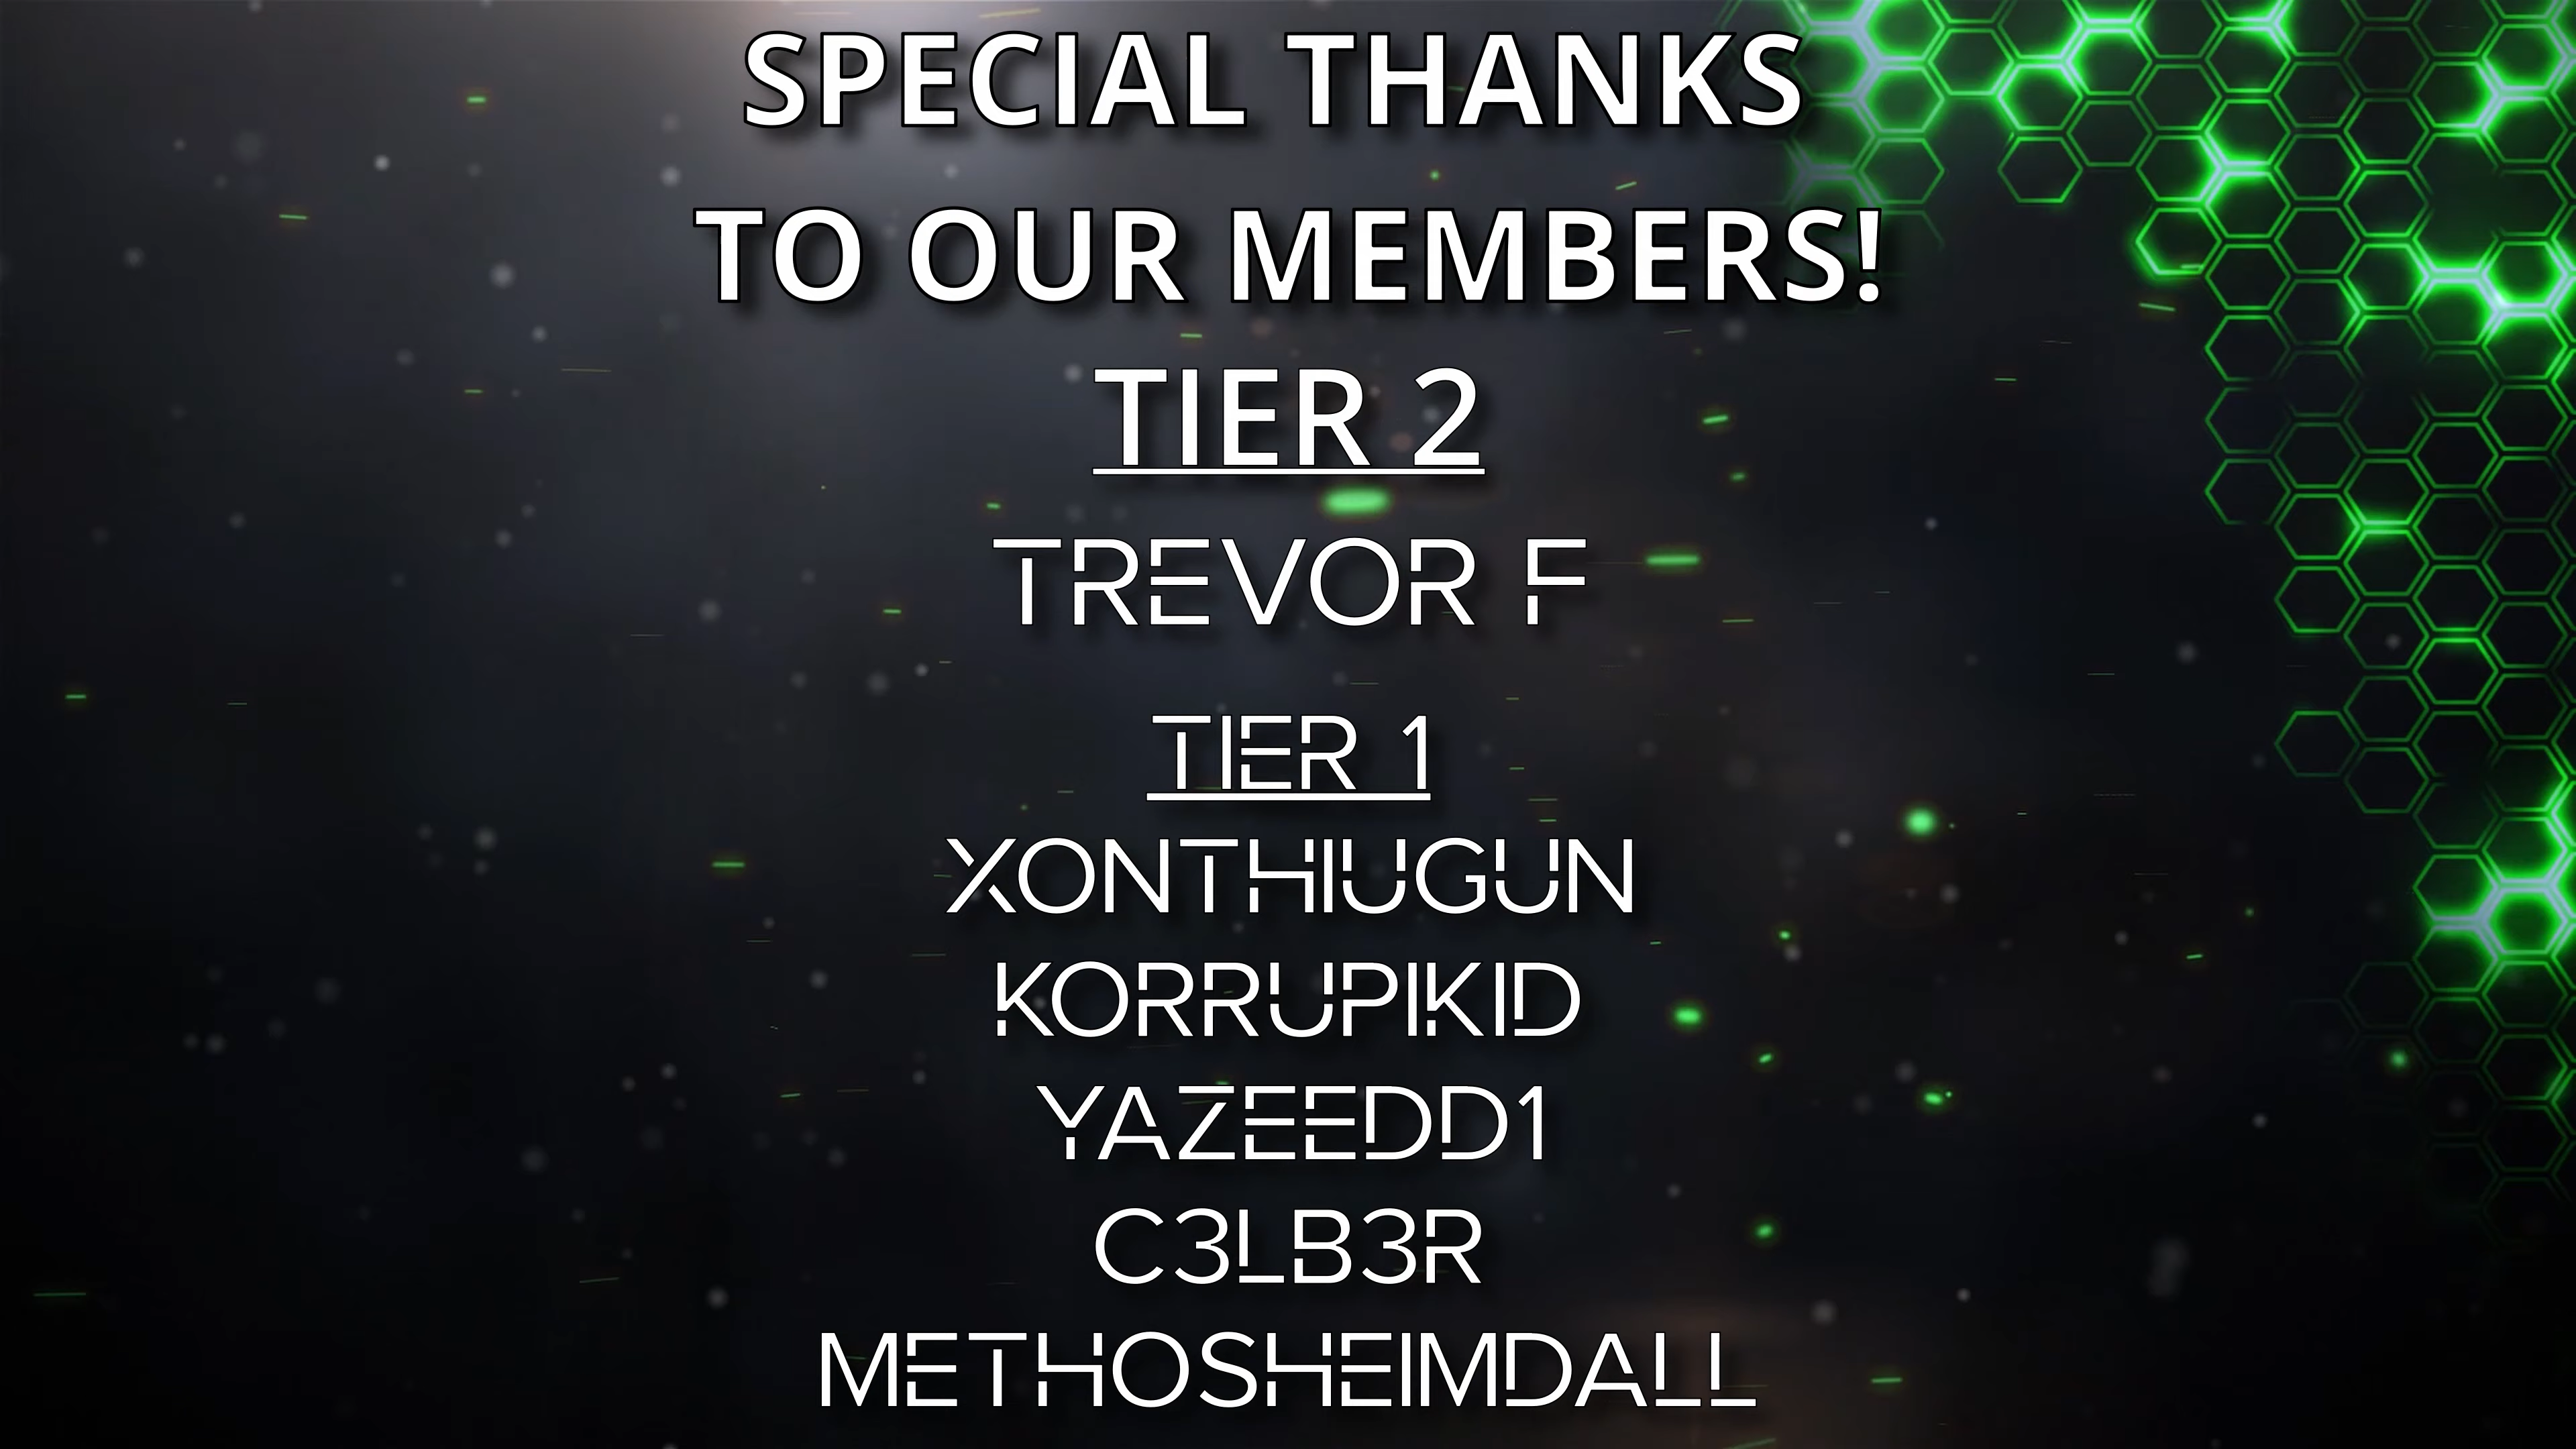 SPECIAL THANKS
TO OUR MEMBERS!
TIER 2
TREVOR F
TIER 1
XONTHIUGUN
KORRUPIKID
YAZEEDD1
C3LB3R
METHOSHEIMDALL